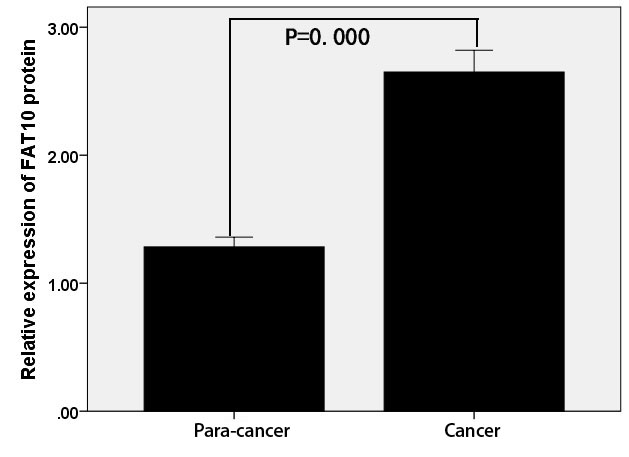 3.00
P=0. 000
2.00
1.00
.00
Relative expression of FAT10 protein
Para-cancer
Cancer